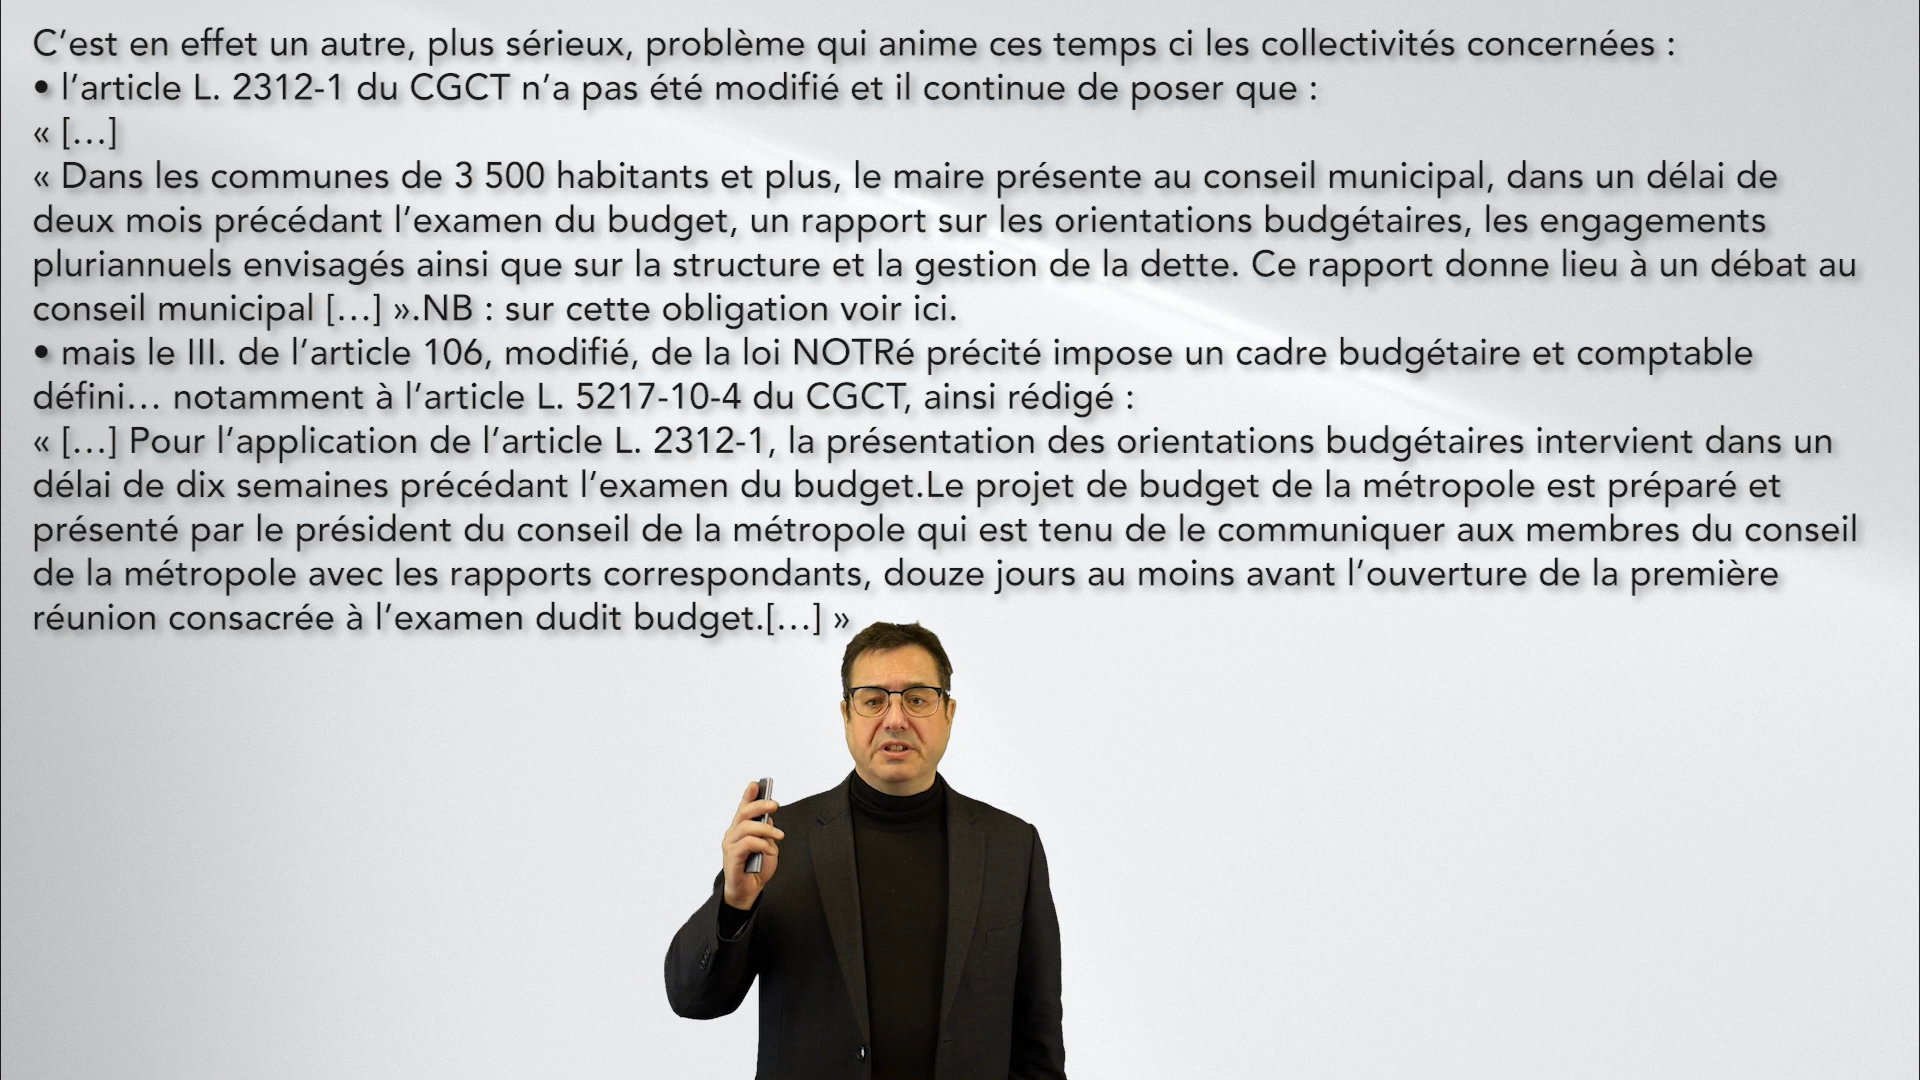 C’est en effet un autre, plus sérieux, problème qui anime ces temps ci les collectivités concernées :
• l’article L. 2312-1 du CGCT n’a pas été modifié et il continue de poser que :
« […]
« Dans les communes de 3 500 habitants et plus, le maire présente au conseil municipal, dans un délai de
deux mois précédant l’examen du budget, un rapport sur les orientations budgétaires, les engagements
pluriannuels envisagés ainsi que sur la structure et la gestion de la dette. Ce rapport donne lieu à un débat au
conseil municipal […] ».NB : sur cette obligation voir ici.
• mais le III. de l’article 106, modifié, de la loi NOTRé précité impose un cadre budgétaire et comptable
défini… notamment à l’article L. 5217-10-4 du CGCT, ainsi rédigé :
« […] Pour l’application de l’article L. 2312-1, la présentation des orientations budgétaires intervient dans un
délai de dix semaines précédant l’examen du budget.Le projet de budget de la métropole est préparé et
présenté par le président du conseil de la métropole qui est tenu de le communiquer aux membres du conseil
de la métropole avec les rapports correspondants, douze jours au moins avant l’ouverture de la première
réunion consacrée à l’examen dudit budget.[…] »